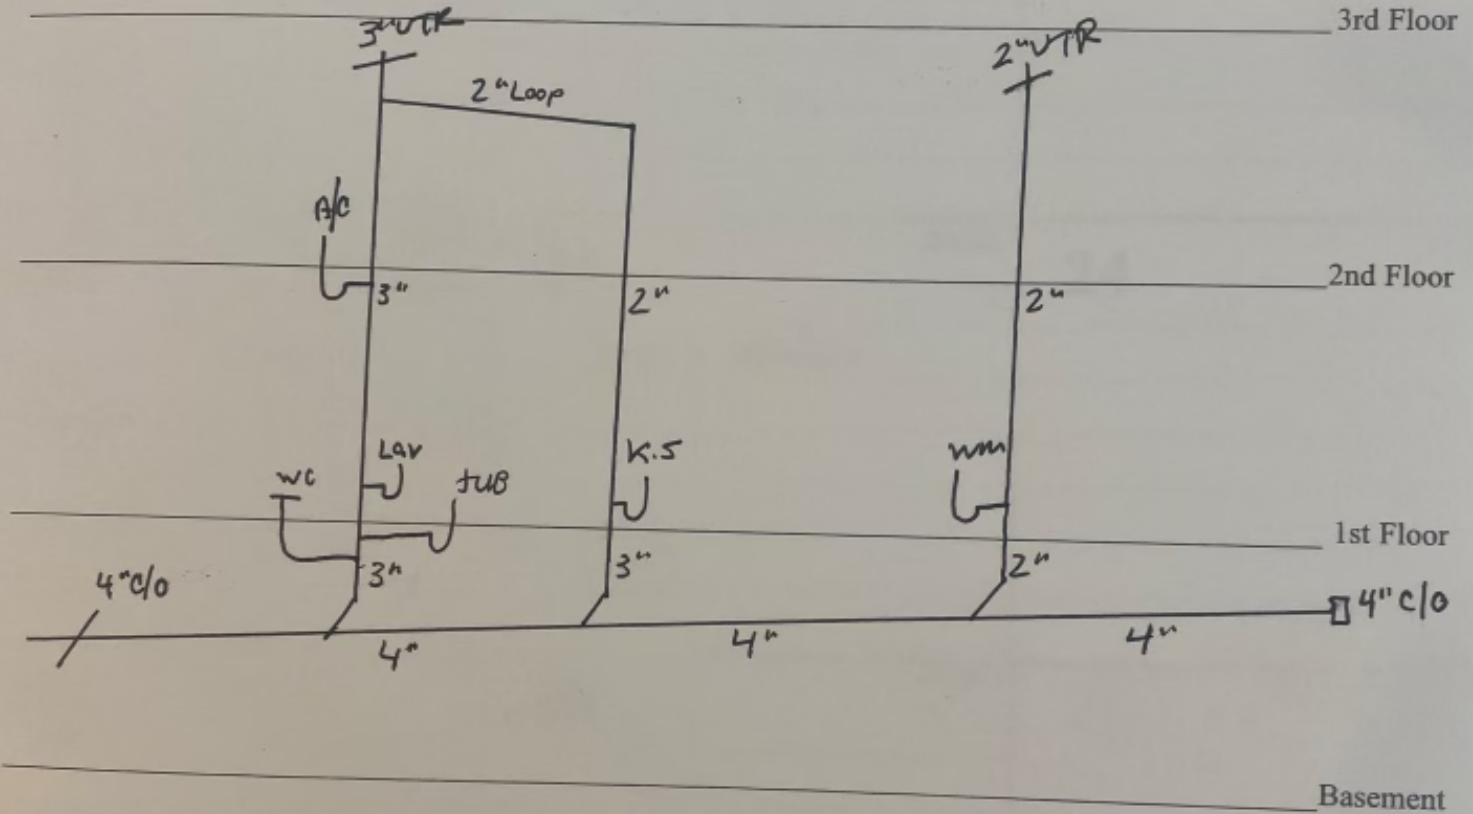 3rd Floor
3" VTR
2" VTR
2" Loop
A/C
2nd Floor
3"
2"
2"
Lav
K.S
wm
WC
tUB
1st Floor
3"
3"
2"
4" C/O
4" C/O
4"
4"
4"
Basement